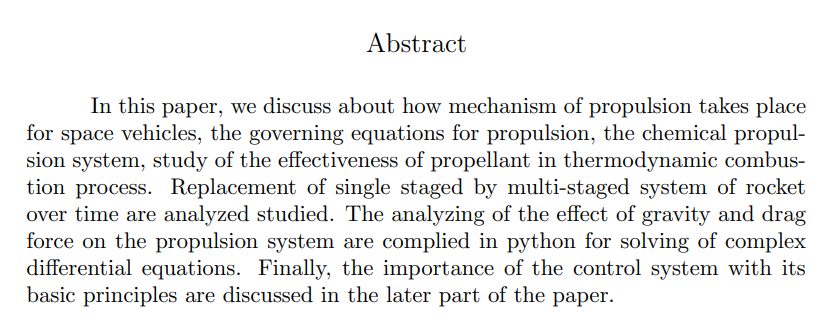 Abstract
In this paper, we discuss about how mechanism of propulsion takes place
for space vehicles, the governing equations for propulsion, the chemical propul-
sion system, study of the effectiveness of propellant in thermodynamic combus-
tion process. Replacement of single staged by multi-staged system of rocket
over time are analyzed studied. The analyzing of the effect of gravity and drag
force on the propulsion system are complied in python for solving of complex
differential equations. Finally, the importance of the control system with its
basic principles are discussed in the later part of the paper.